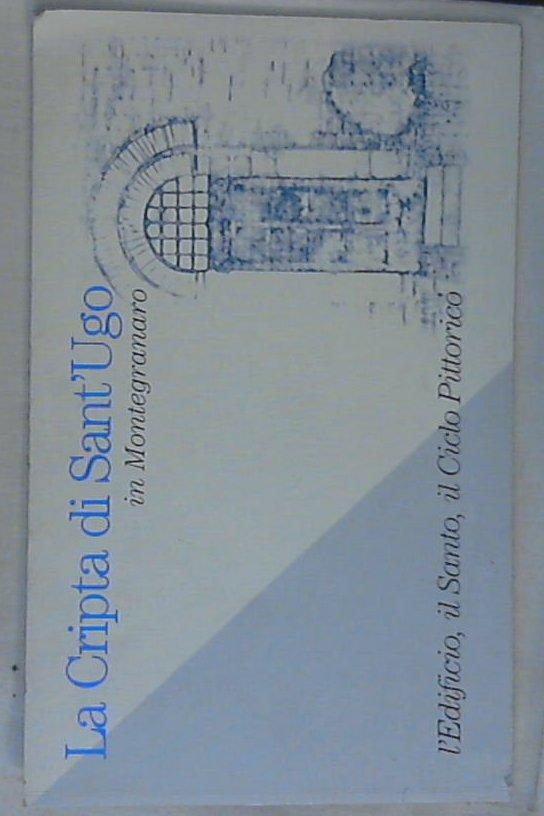 La Cripta di Sant'Ugo
in Montegranaro
l'Edificio, il Santo, il Ciclo Pittorico